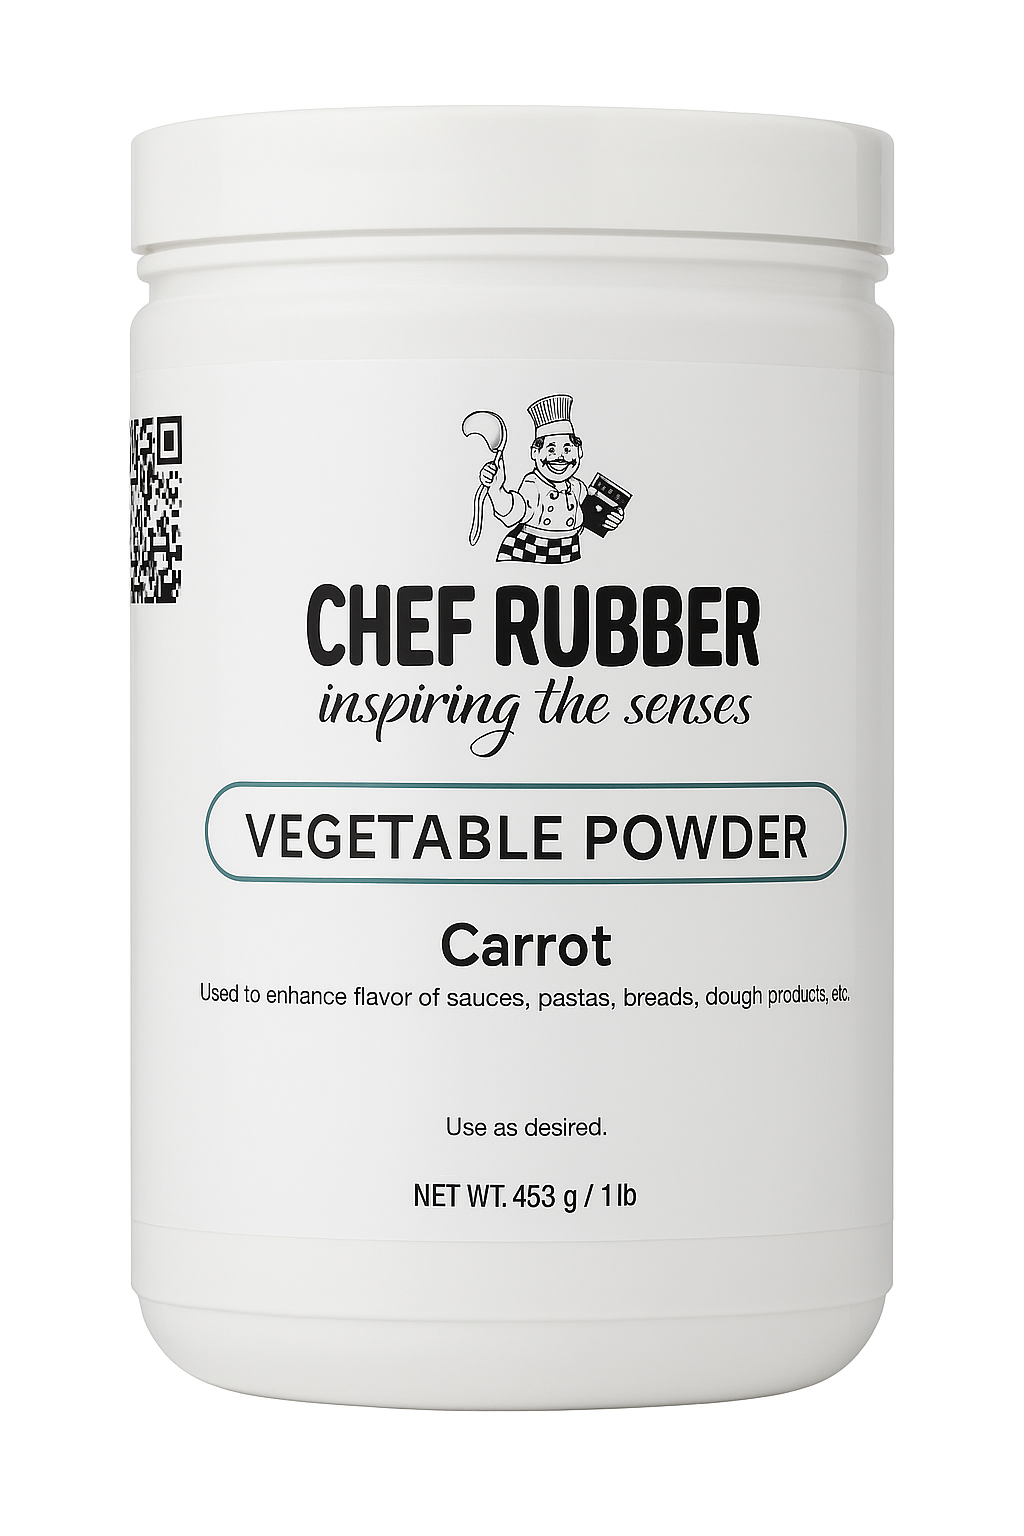 CHEF RUBBER
inspiring the senses
VEGETABLE POWDER
Carrot
Used to enhance flavor of sauces, pastas, breads, dough products, etc.
Use as desired.
NET WT. 453 g / 1 lb